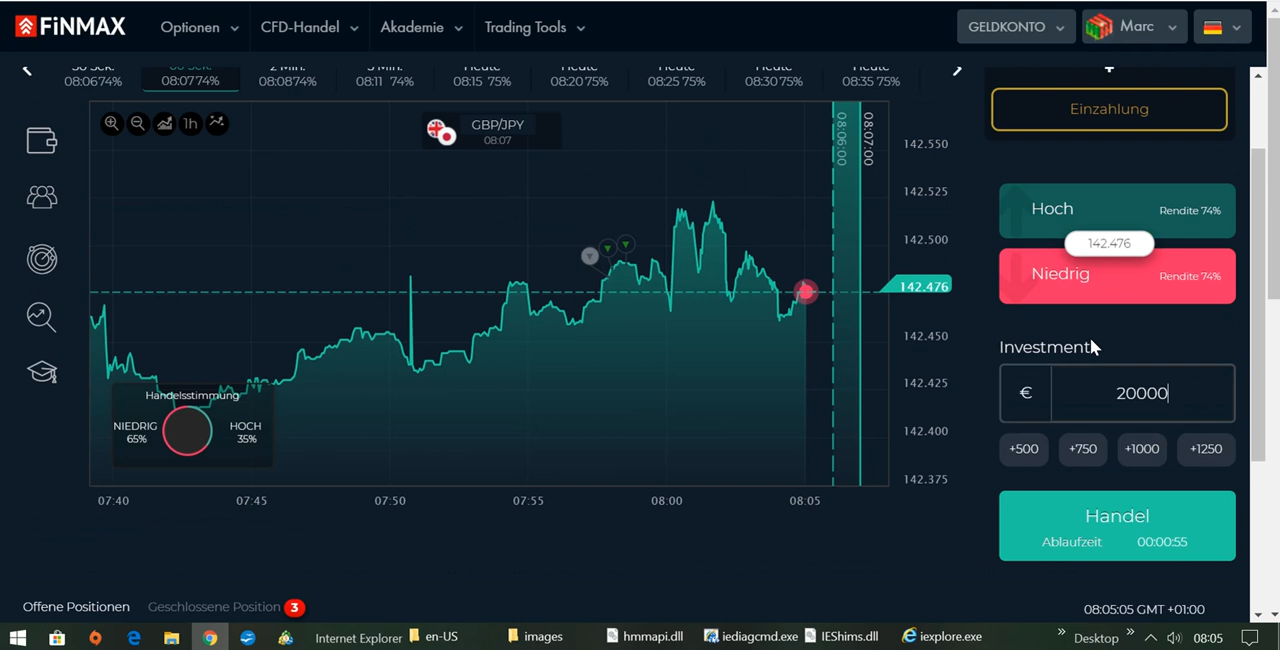 FiNMAX Optionen CFD-Handel Akademie Trading Tools GELDKONTO Marc
30 Sek. 60 Sek. 2 Min. 5 Min. Heute Heute Heute Heute Heute
08:06 74% 08:07 74% 08:08 74% 08:11 74% 08:15 75% 08:20 75% 08:25 75% 08:30 75% 08:35 75%
1h
GBP/JPY
08:07
08:06:00
08:07:00
142.550
142.525
142.500
142.476
142.450
142.425
142.400
142.375
Handelsstimmung
NIEDRIG
65%
HOCH
35%
07:40 07:45 07:50 07:55 08:00 08:05
Einzahlung
Hoch Rendite 74%
142.476
Niedrig Rendite 74%
Investment
€ 20000
+500 +750 +1000 +1250
Handel
Ablaufzeit 00:00:55
Offene Positionen Geschlossene Position 3
08:05:05 GMT +01:00
Internet Explorer en-US images hmmapi.dll iediagcmd.exe IEShims.dll iexplore.exe » Desktop » 08:05